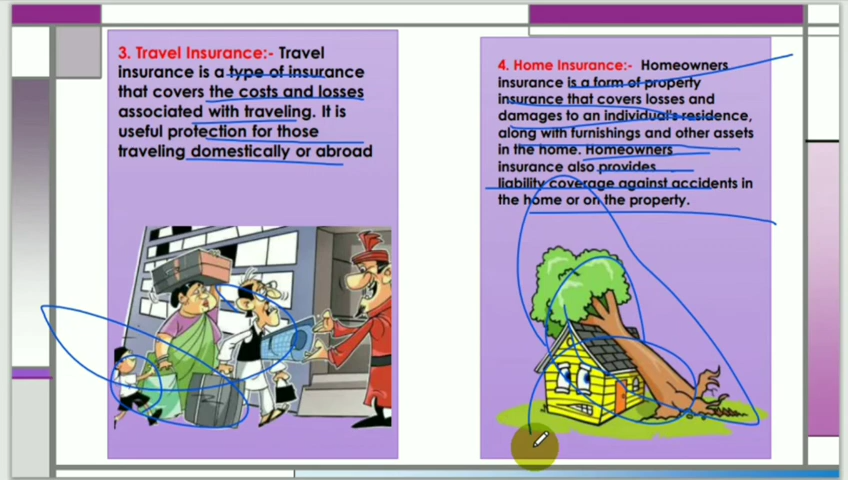 3. Travel Insurance:- Travel
insurance is a type of insurance
that covers the costs and losses
associated with traveling. It is
useful protection for those
traveling domestically or abroad
4. Home Insurance:- Homeowners
insurance is a form of property
insurance that covers losses and
damages to an individual's residence,
along with furnishings and other assets
in the home. Homeowners
insurance also provides
liability coverage against accidents in
the home or on the property.